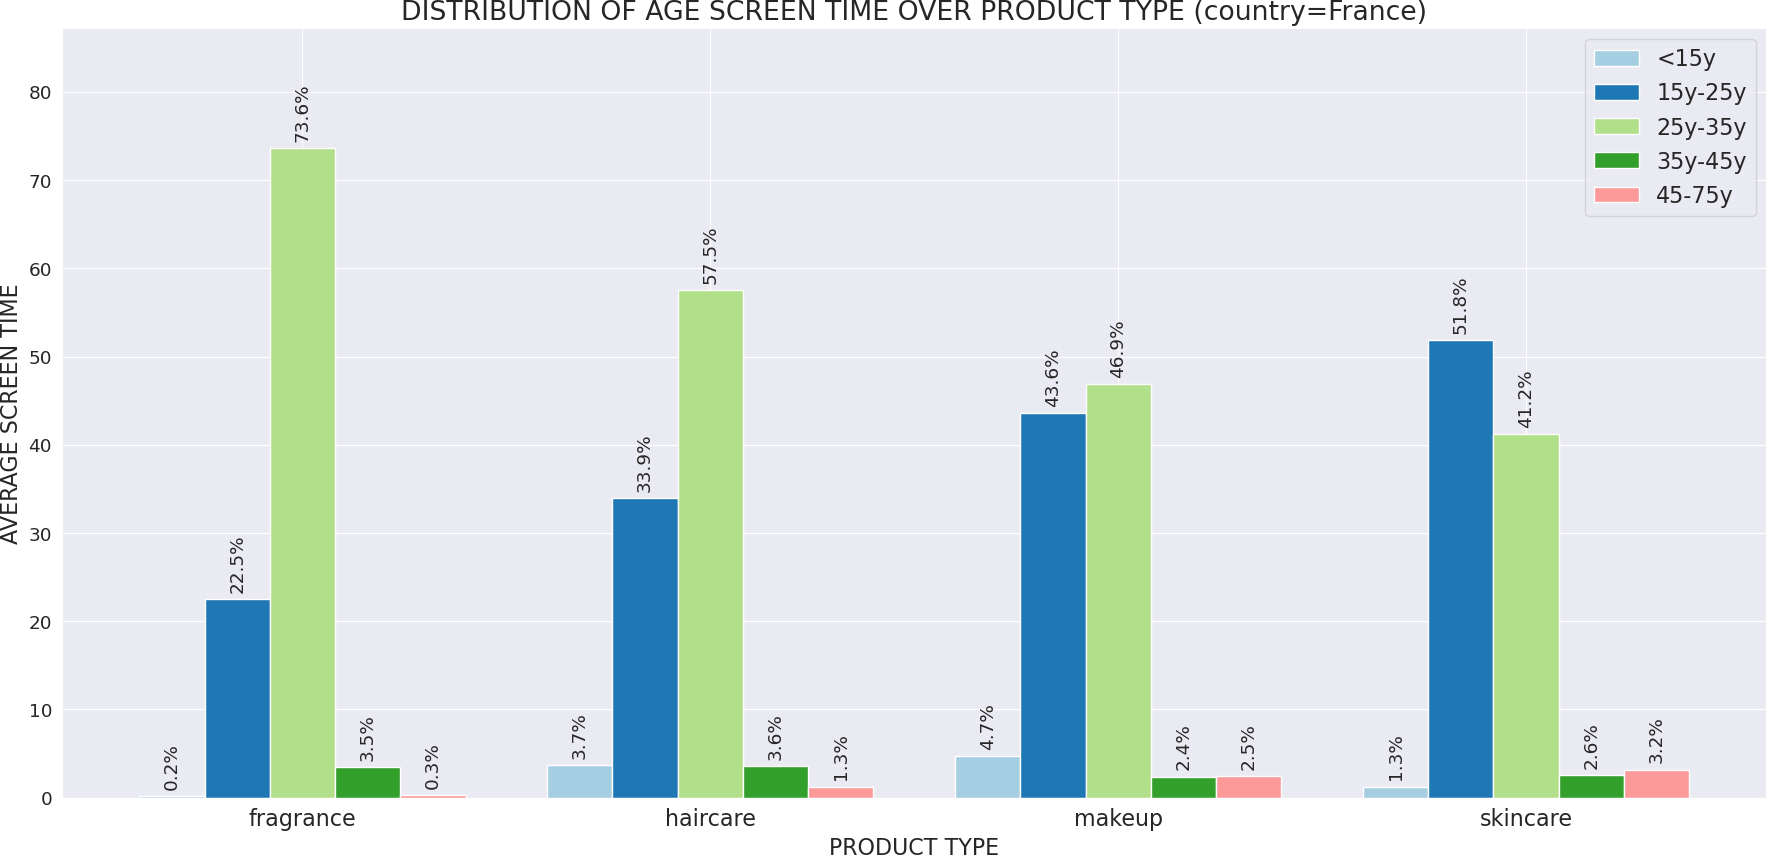 DISTRIBUTION OF AGE SCREEN TIME OVER PRODUCT TYPE (country=France)
<15y
15y-25y
25y-35y
35y-45y
45-75y
AVERAGE SCREEN TIME
80
70
60
50
40
30
20
10
0
0.2%
22.5%
73.6%
3.5%
0.3%
3.7%
33.9%
57.5%
3.6%
1.3%
4.7%
43.6%
46.9%
2.4%
2.5%
1.3%
51.8%
41.2%
2.6%
3.2%
fragrance
haircare
makeup
skincare
PRODUCT TYPE